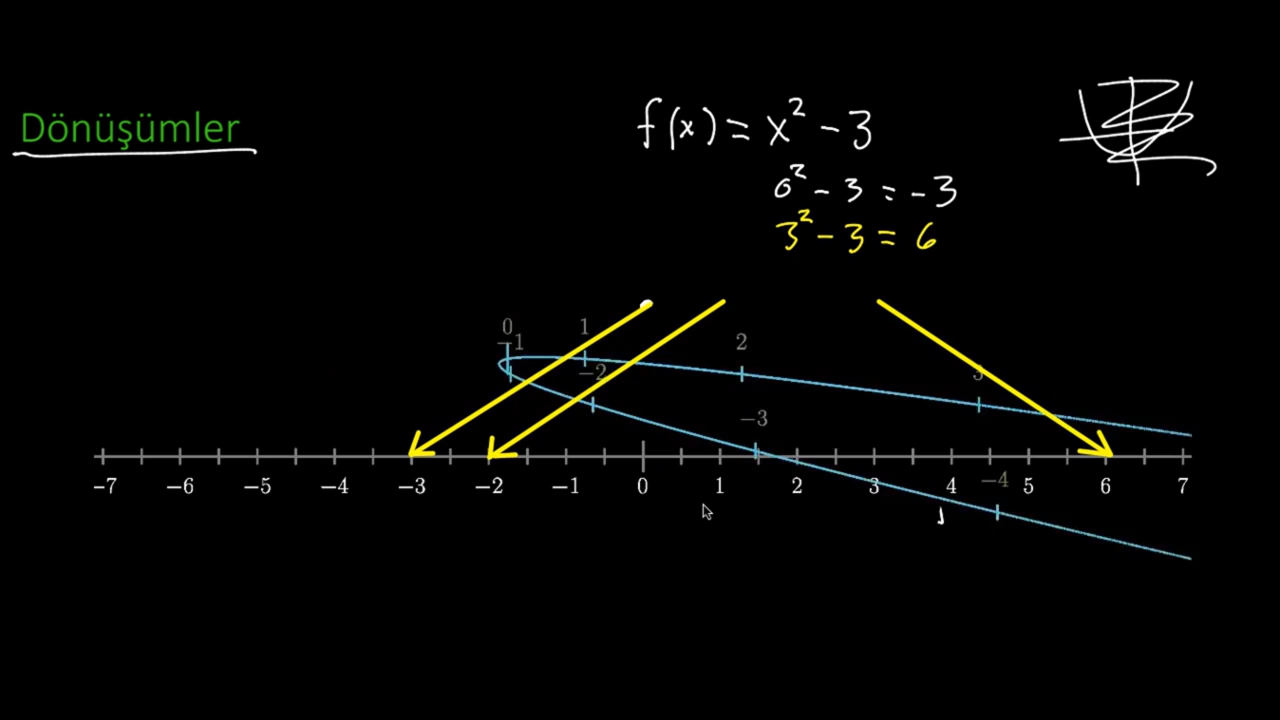 Dönüşümler
f(x) = x² - 3
0² - 3 = -3
3² - 3 = 6
0 1 2 3
-1 -2 -3 -4
-7 -6 -5 -4 -3 -2 -1 0 1 2 3 4 5 6 7